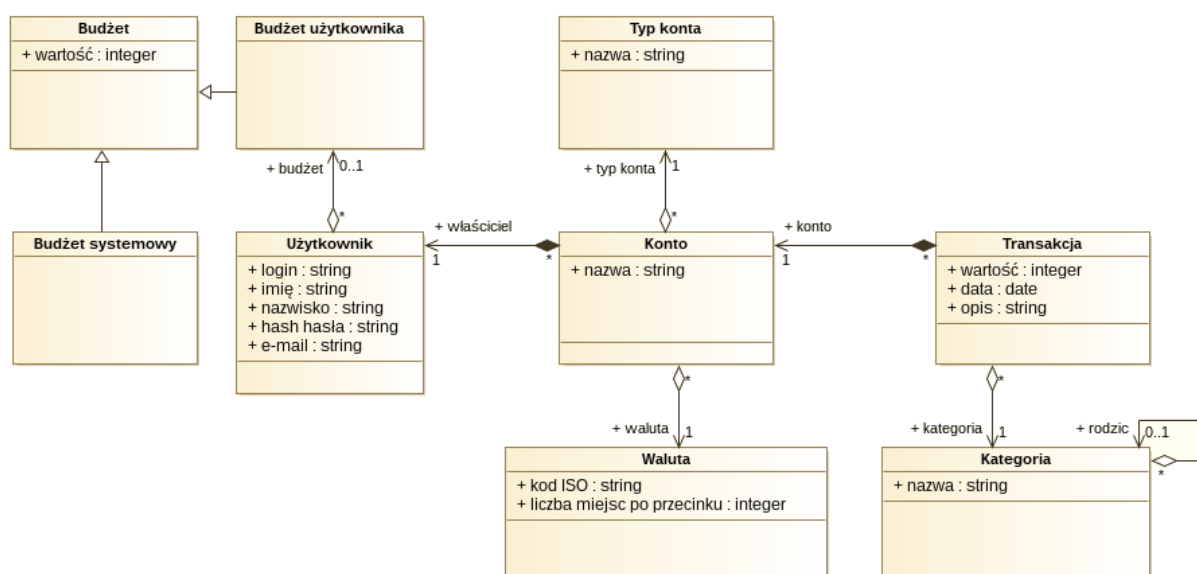 Budżet
+ wartość : integer
Budżet użytkownika
Typ konta
+ nazwa : string
+ budżet
0..1
*
+ typ konta
1
*
Budżet systemowy
Użytkownik
+ login : string
+ imię : string
+ nazwisko : string
+ hash hasła : string
+ e-mail : string
+ właściciel
1
*
Konto
+ nazwa : string
+ konto
1
*
Transakcja
+ wartość : integer
+ data : date
+ opis : string
*
+ waluta
1
*
+ kategoria
1
+ rodzic
0..1
*
Waluta
+ kod ISO : string
+ liczba miejsc po przecinku : integer
Kategoria
+ nazwa : string